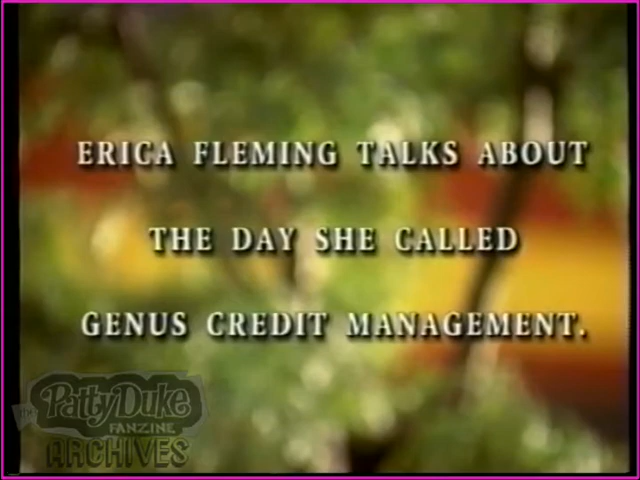 ERICA FLEMING TALKS ABOUT
THE DAY SHE CALLED
GENUS CREDIT MANAGEMENT.
THE
Patty Duke
FANZINE
ARCHIVES